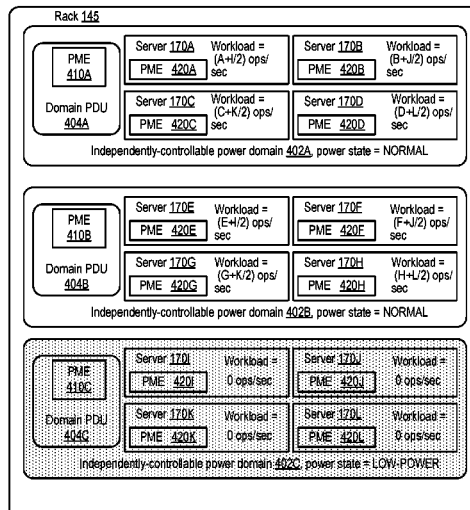 Rack 145
PME
410A
Domain PDU
404A
Server 170A
PME 420A
Workload =
(A+I/2) ops/
sec
Server 170B
PME 420B
Workload =
(B+J/2) ops/
sec
Server 170C
PME 420C
Workload =
(C+K/2) ops/
sec
Server 170D
PME 420D
Workload =
(D+L/2) ops/
sec
Independently-controllable power domain 402A, power state = NORMAL
PME
410B
Domain PDU
404B
Server 170E
PME 420E
Workload =
(E+I/2) ops/
sec
Server 170F
PME 420F
Workload =
(F+J/2) ops/
sec
Server 170G
PME 420G
Workload =
(G+K/2) ops/
sec
Server 170H
PME 420H
Workload =
(H+L/2) ops/
sec
Independently-controllable power domain 402B, power state = NORMAL
PME
410C
Domain PDU
404C
Server 170I
PME 420I
Workload =
0 ops/sec
Server 170J
PME 420J
Workload =
0 ops/sec
Server 170K
PME 420K
Workload =
0 ops/sec
Server 170L
PME 420L
Workload =
0 ops/sec
Independently-controllable power domain 402C, power state = LOW-POWER